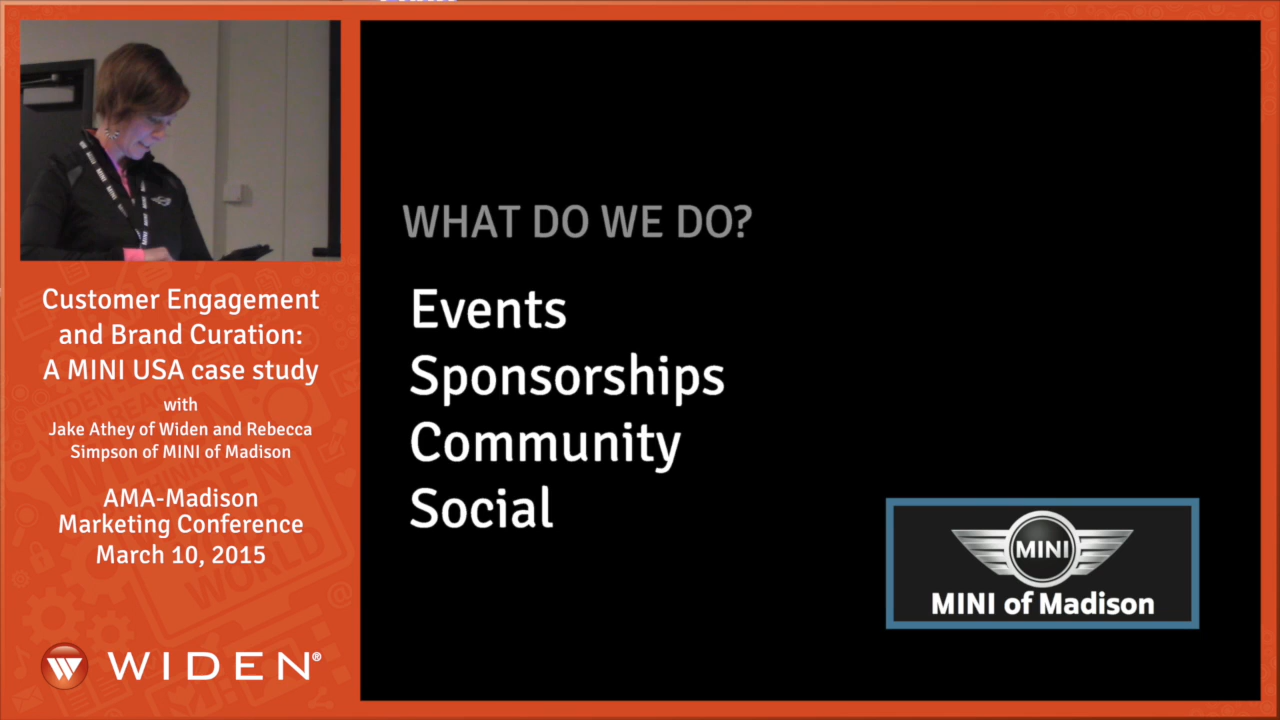 Customer Engagement
and Brand Curation:
A MINI USA case study
with
Jake Athey of Widen and Rebecca
Simpson of MINI of Madison
AMA-Madison
Marketing Conference
March 10, 2015
WIDEN®
WHAT DO WE DO?
Events
Sponsorships
Community
Social
MINI
MINI of Madison